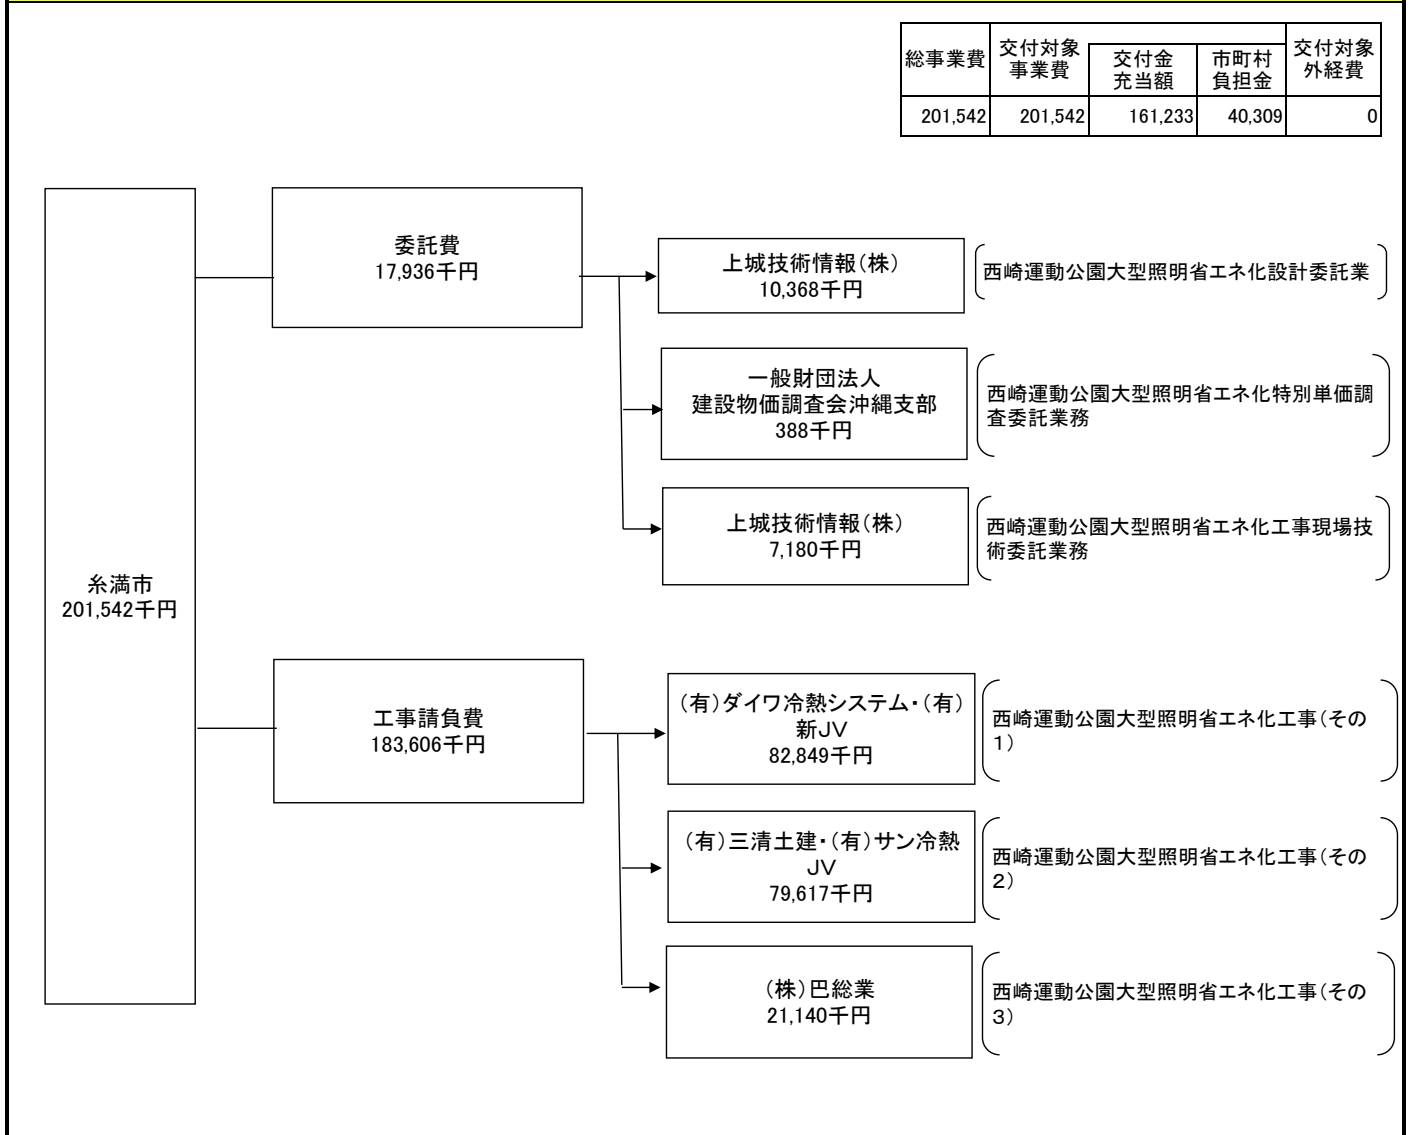 総事業費
交付対象
事業費
交付金
充当額
市町村
負担金
交付対象
外経費
201,542 201,542 161,233 40,309 0
糸満市
201,542千円
委託費
17,936千円
上城技術情報(株)
10,368千円
西崎運動公園大型照明省エネ化設計委託業
一般財団法人
建設物価調査会沖縄支部
388千円
西崎運動公園大型照明省エネ化特別単価調
査委託業務
上城技術情報(株)
7,180千円
西崎運動公園大型照明省エネ化工事現場技
術委託業務
工事請負費
183,606千円
(有)ダイワ冷熱システム・(有)
新JV
82,849千円
西崎運動公園大型照明省エネ化工事(その
1)
(有)三清土建・(有)サン冷熱
JV
79,617千円
西崎運動公園大型照明省エネ化工事(その
2)
(株)巴総業
21,140千円
西崎運動公園大型照明省エネ化工事(その
3)